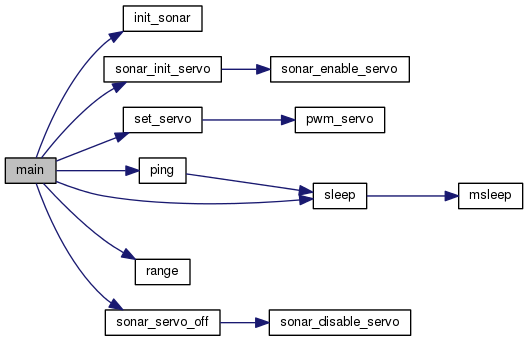 init_sonar
sonar_init_servo
sonar_enable_servo
set_servo
pwm_servo
main
ping
sleep
msleep
range
sonar_servo_off
sonar_disable_servo